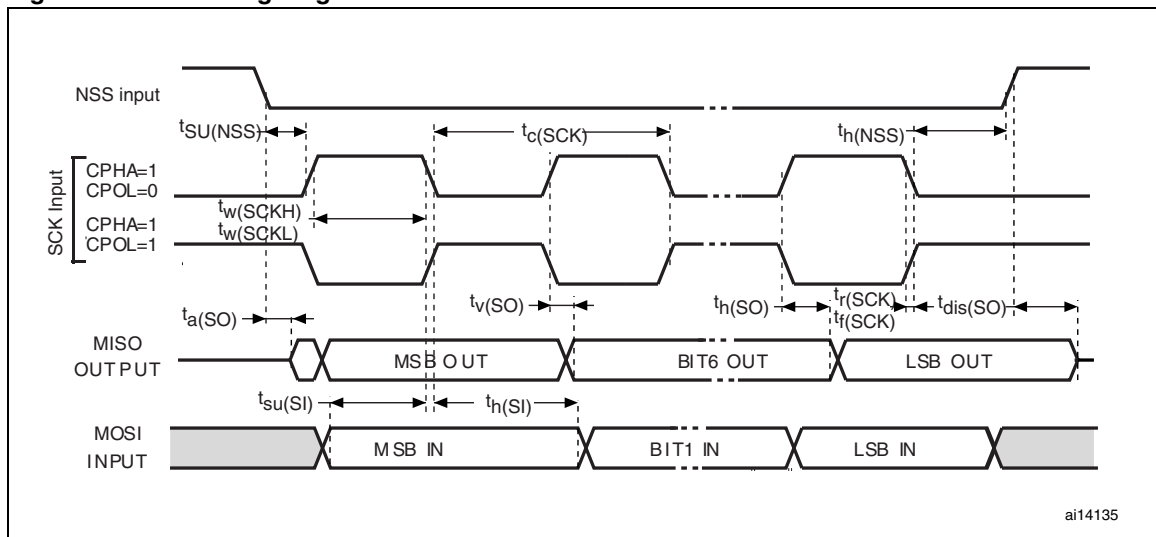 NSS input
tSU(NSS)
tc(SCK)
th(NSS)
SCK Input
CPHA=1
CPOL=0
tw(SCKH)
tw(SCKL)
CPHA=1
CPOL=1
ta(SO)
tv(SO)
th(SO)
tr(SCK)
tf(SCK)
tdis(SO)
MISO
OUTPUT
MSB OUT
BIT6 OUT
LSB OUT
tsu(SI)
th(SI)
MOSI
INPUT
MSB IN
BIT1 IN
LSB IN
ai14135